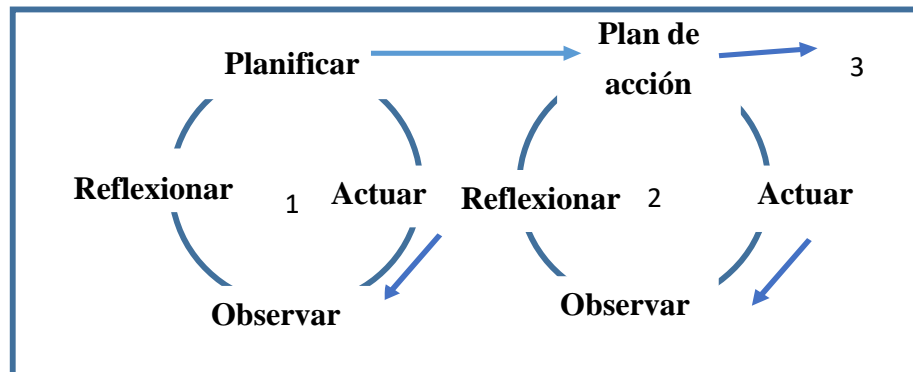 Planificar
Plan de
acción
3
Reflexionar
1
Actuar
Reflexionar
2
Actuar
Observar
Observar